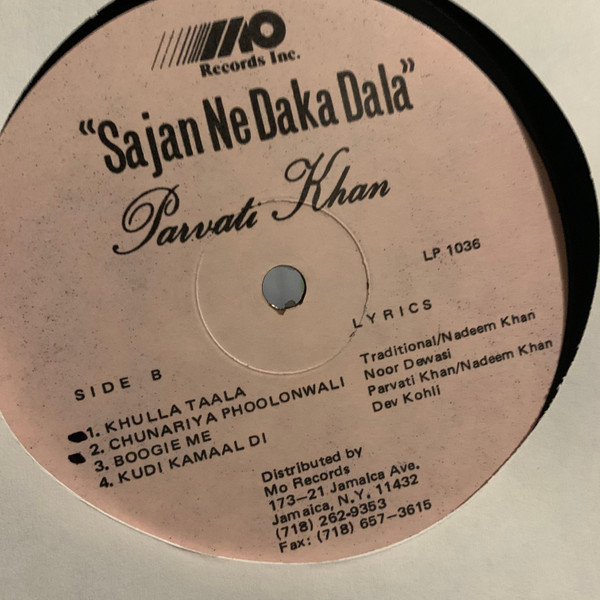 MO
Records Inc.
"Sajan Ne Daka Dala"
Parvati Khan
LP 1036
SIDE B
LYRICS
1. KHULLA TAALA Traditional/Nadeem Khan
2. CHUNARIYA PHOOLONWALI Noor Dewasi
3. BOOGIE ME Parvati Khan/Nadeem Khan
4. KUDI KAMAAL DI Dev Kohli
Distributed by
Mo Records
173-21 Jamaica Ave.
Jamaica, N.Y. 11432
(718) 262-9353
Fax: (718) 657-3615